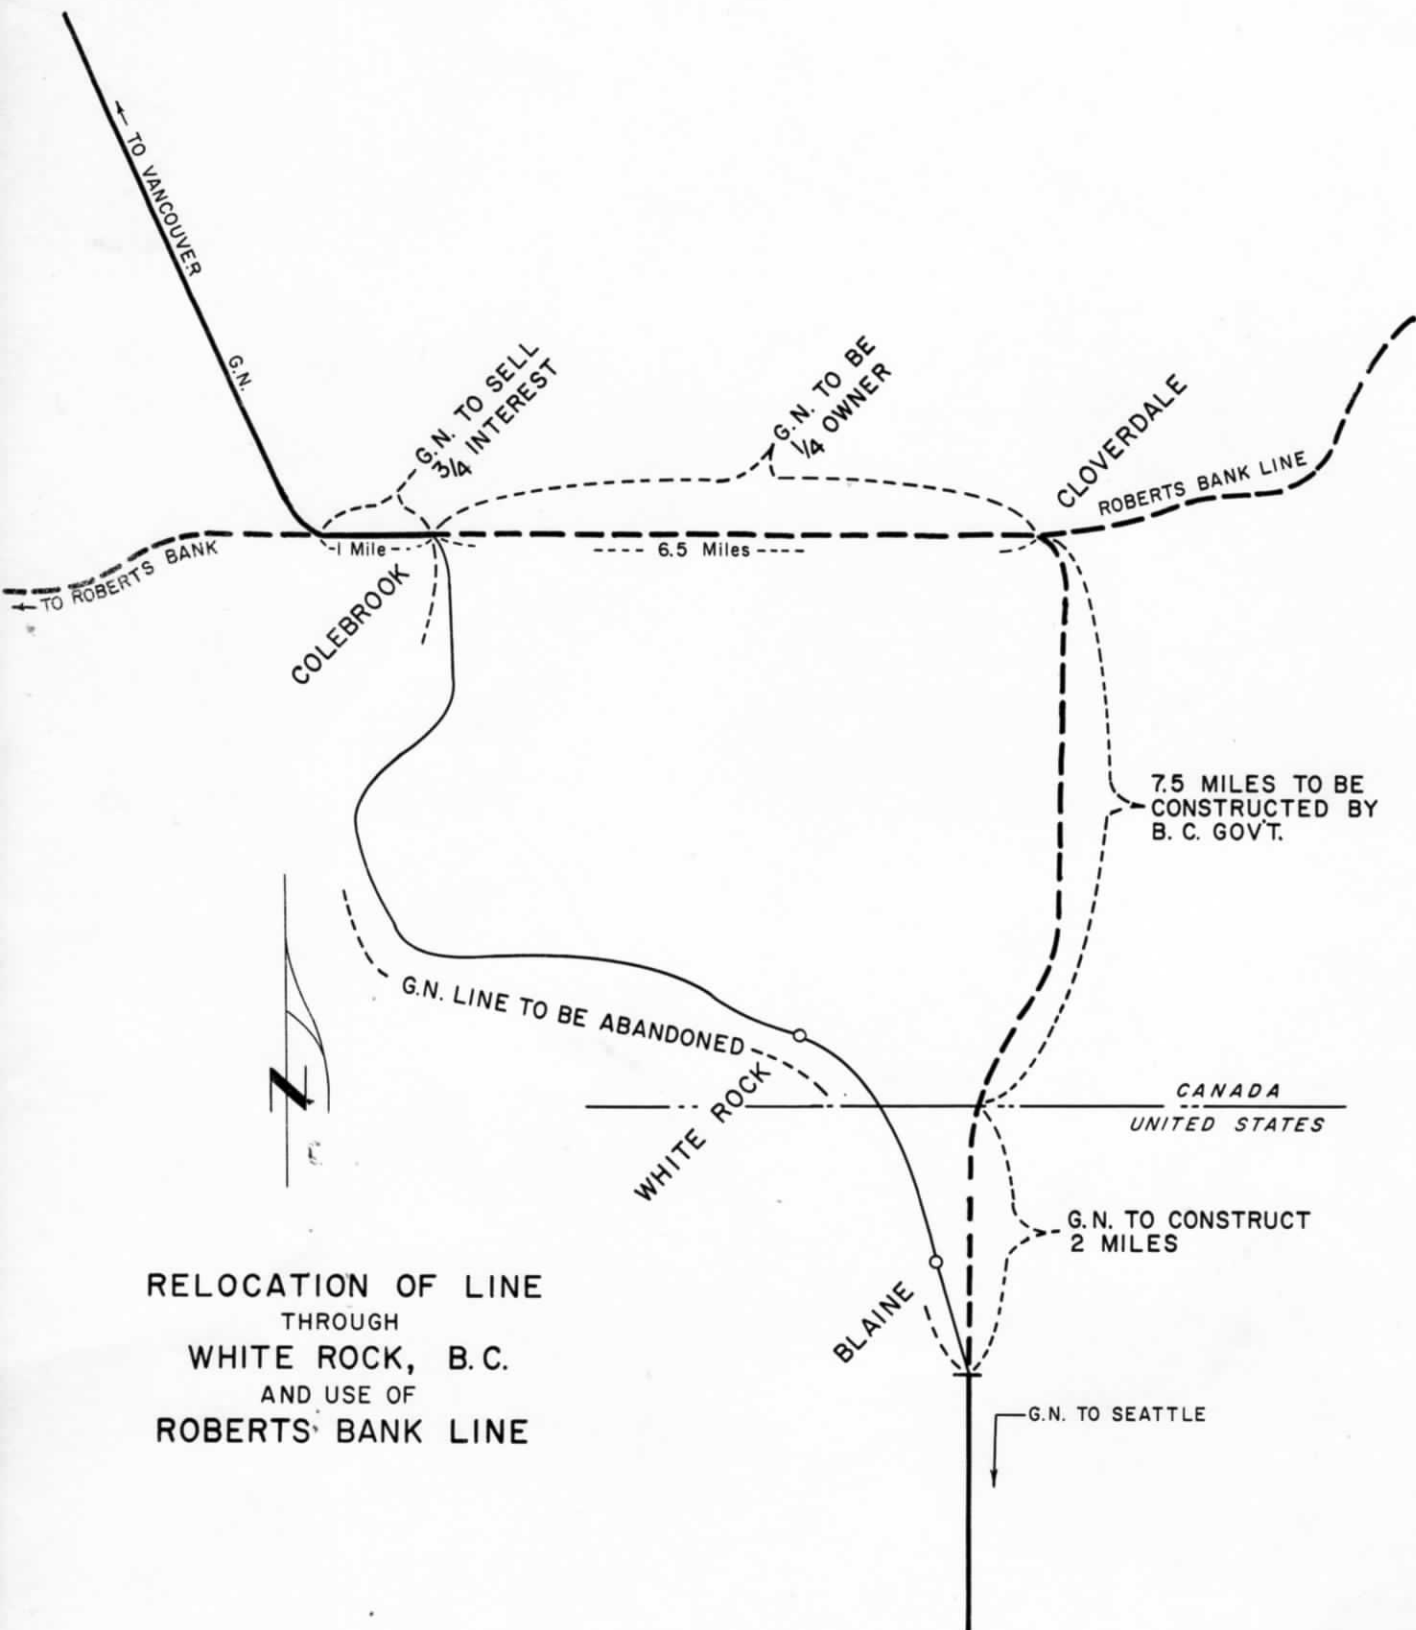 ← TO VANCOUVER
G.N.
G.N. TO SELL
3/4 INTEREST
G.N. TO BE
1/4 OWNER
CLOVERDALE
ROBERTS BANK LINE
1 Mile
6.5 Miles
← TO ROBERTS BANK
COLEBROOK
7.5 MILES TO BE
CONSTRUCTED BY
B.C. GOV'T.
G.N. LINE TO BE ABANDONED
WHITE ROCK
CANADA
UNITED STATES
N
G.N. TO CONSTRUCT
2 MILES
BLAINE
RELOCATION OF LINE
THROUGH
WHITE ROCK, B.C.
AND USE OF
ROBERTS BANK LINE
G.N. TO SEATTLE